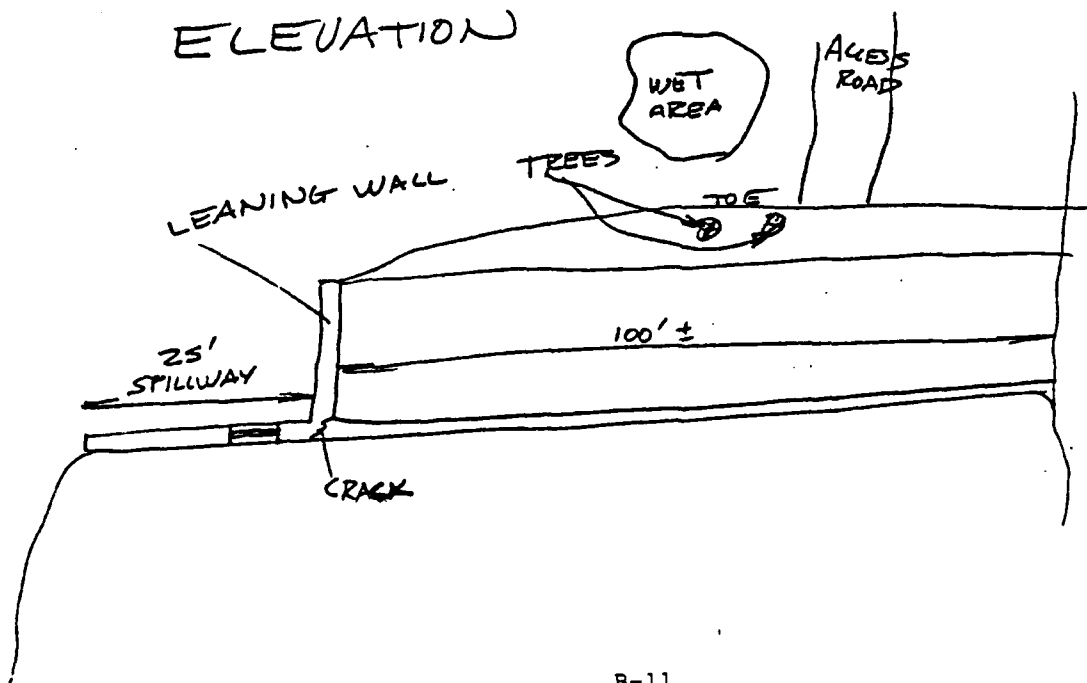 ELEVATION
WET
AREA
ACCESS
ROAD
TREES
TOE
LEANING WALL
100' ±
25'
SPILLWAY
CRACK
B-11